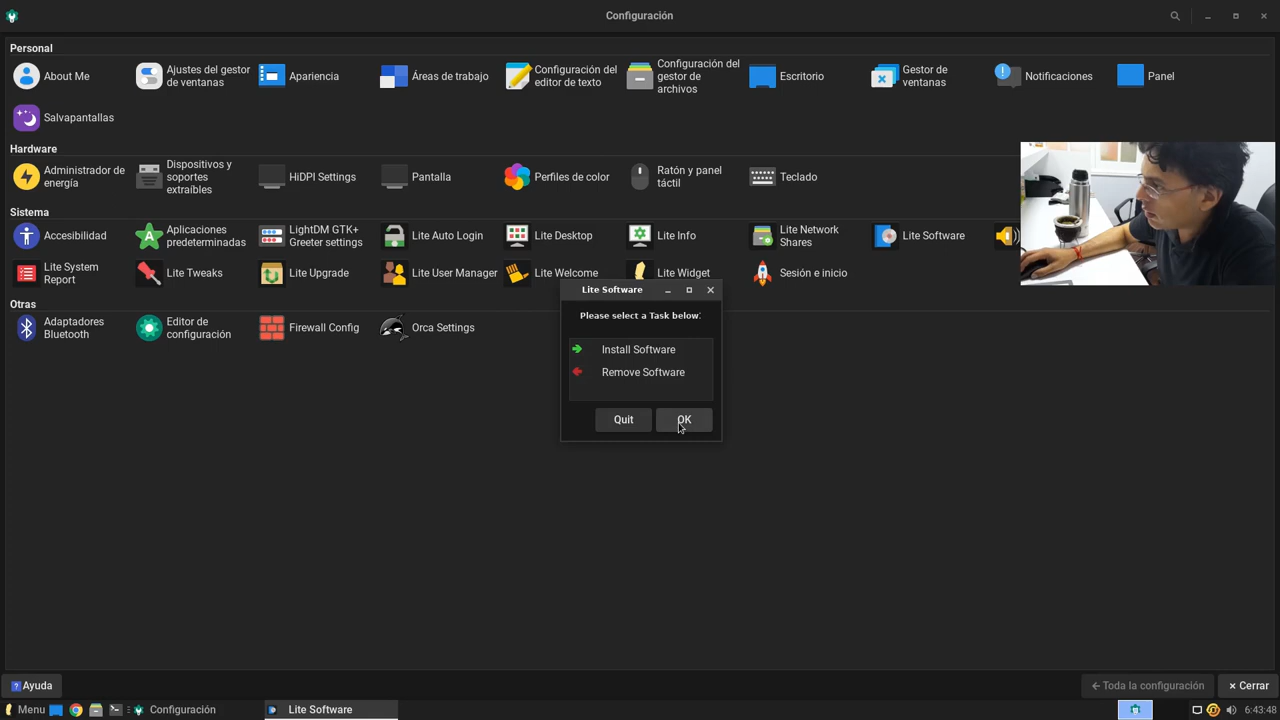 Configuración
Personal
About Me
Ajustes del gestor
de ventanas
Apariencia
Áreas de trabajo
Configuración del
editor de texto
Configuración del
gestor de
archivos
Escritorio
Gestor de
ventanas
Notificaciones
Panel
Salvapantallas
Hardware
Administrador de
energía
Dispositivos y
soportes
extraíbles
HiDPI Settings
Pantalla
Perfiles de color
Ratón y panel
táctil
Teclado
Sistema
Accesibilidad
Aplicaciones
predeterminadas
LightDM GTK+
Greeter settings
Lite Auto Login
Lite Desktop
Lite Info
Lite Network
Shares
Lite Software
Lite System
Report
Lite Tweaks
Lite Upgrade
Lite User Manager
Lite Welcome
Lite Widget
Sesión e inicio
Otras
Adaptadores
Bluetooth
Editor de
configuración
Firewall Config
Orca Settings
Lite Software
Please select a Task below:
Install Software
Remove Software
Quit
OK
Ayuda
Toda la configuración
Cerrar
Menu
Configuración
Lite Software
6:43:48